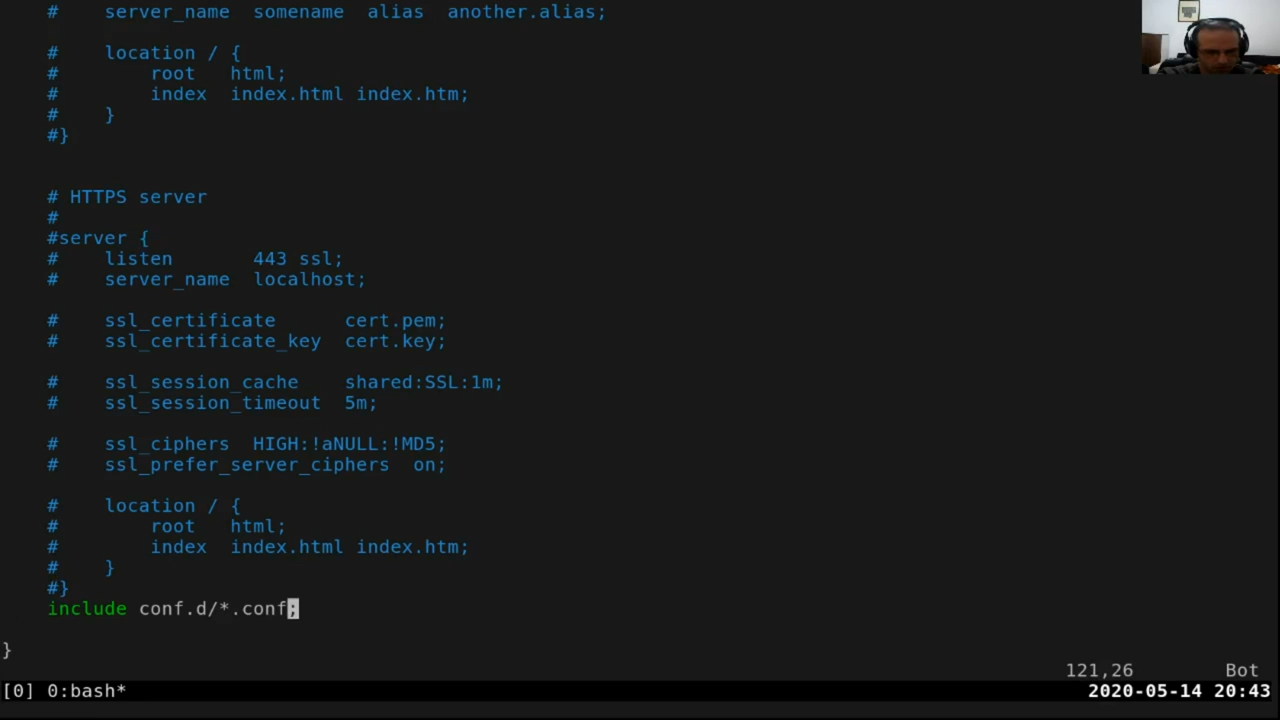 #    server_name  somename  alias  another.alias;
#    location / {
#        root   html;
#        index  index.html index.htm;
#    }
#}
# HTTPS server
#
#server {
#    listen       443 ssl;
#    server_name  localhost;
#    ssl_certificate      cert.pem;
#    ssl_certificate_key  cert.key;
#    ssl_session_cache    shared:SSL:1m;
#    ssl_session_timeout  5m;
#    ssl_ciphers  HIGH:!aNULL:!MD5;
#    ssl_prefer_server_ciphers  on;
#    location / {
#        root   html;
#        index  index.html index.htm;
#    }
#}
include conf.d/*.conf;
}
121,26 Bot
[0] 0:bash* 2020-05-14 20:43